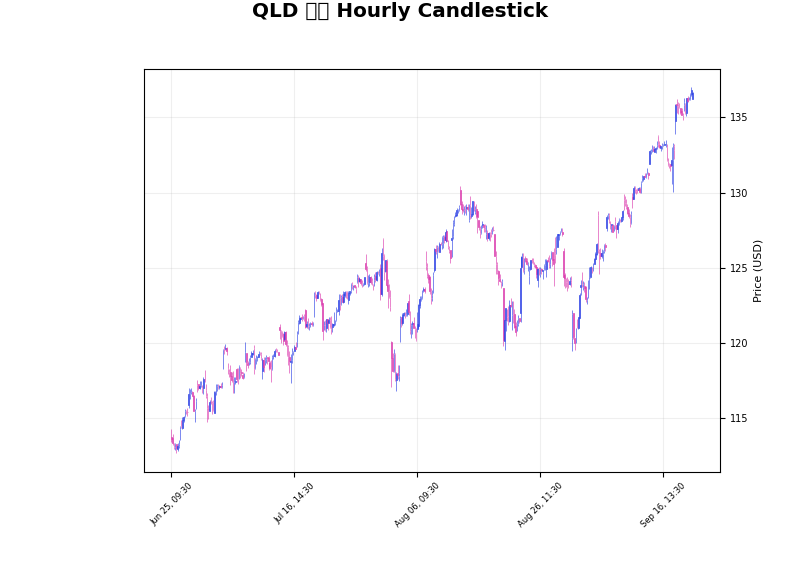 QLD Hourly Candlestick
135
130
125
120
115
Price (USD)
Jun 25, 09:30
Jul 16, 14:30
Aug 06, 09:30
Aug 26, 11:30
Sep 16, 13:30